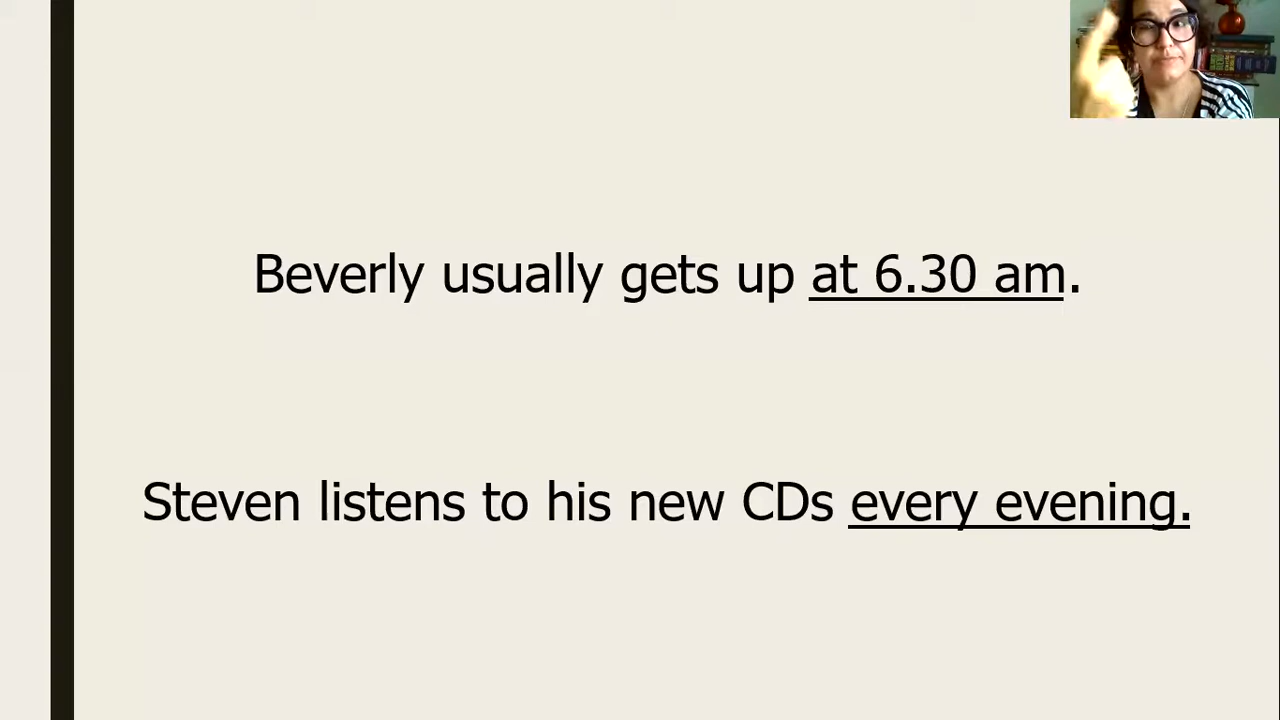 Beverly usually gets up at 6.30 am.
Steven listens to his new CDs every evening.